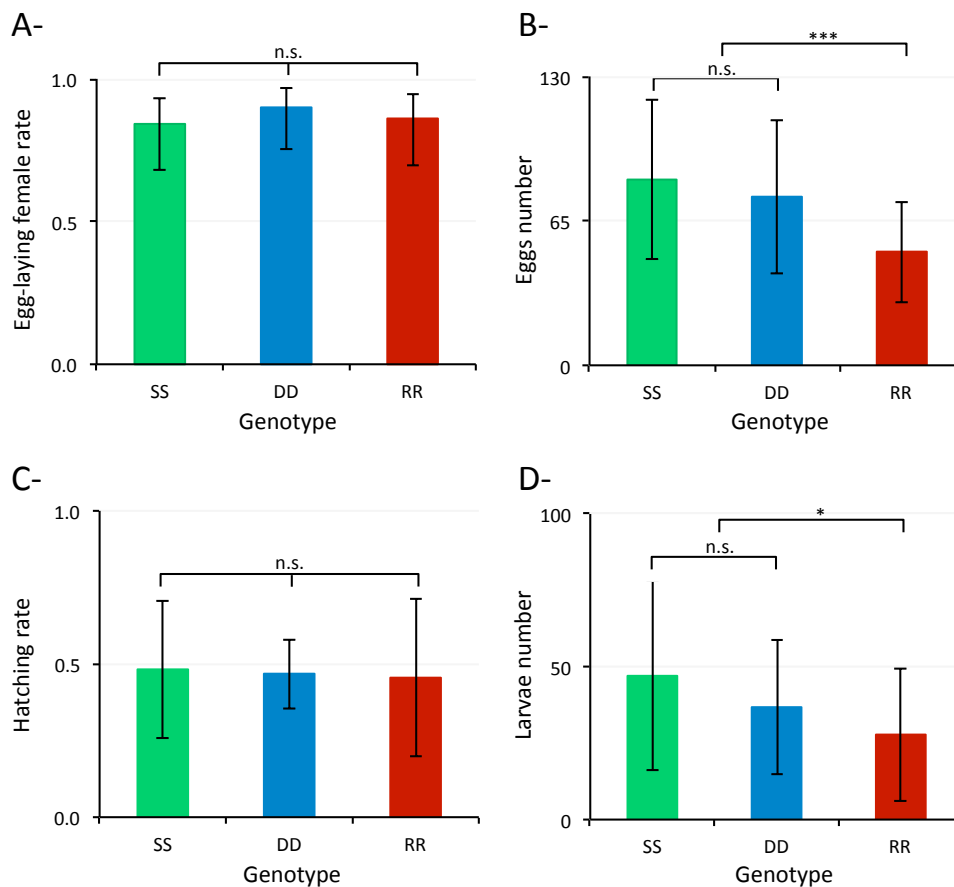 A-
n.s.
1.0
0.5
0.0
Egg-laying female rate
SS DD RR
Genotype
B-
***
n.s.
130
65
0
Eggs number
SS DD RR
Genotype
C-
n.s.
1.0
0.5
0.0
Hatching rate
SS DD RR
Genotype
D-
*
n.s.
100
50
0
Larvae number
SS DD RR
Genotype